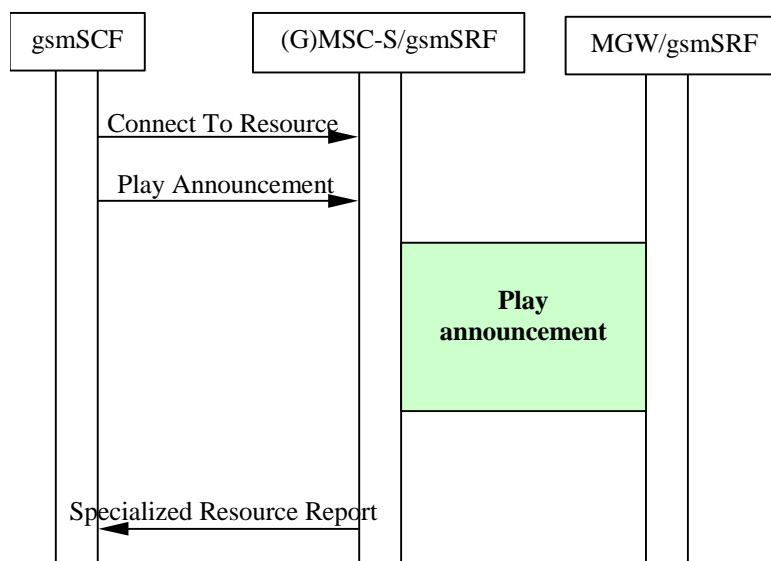 gsmSCF
(G)MSC-S/gsmSRF
MGW/gsmSRF
Connect To Resource
Play Announcement
Play
announcement
Specialized Resource Report